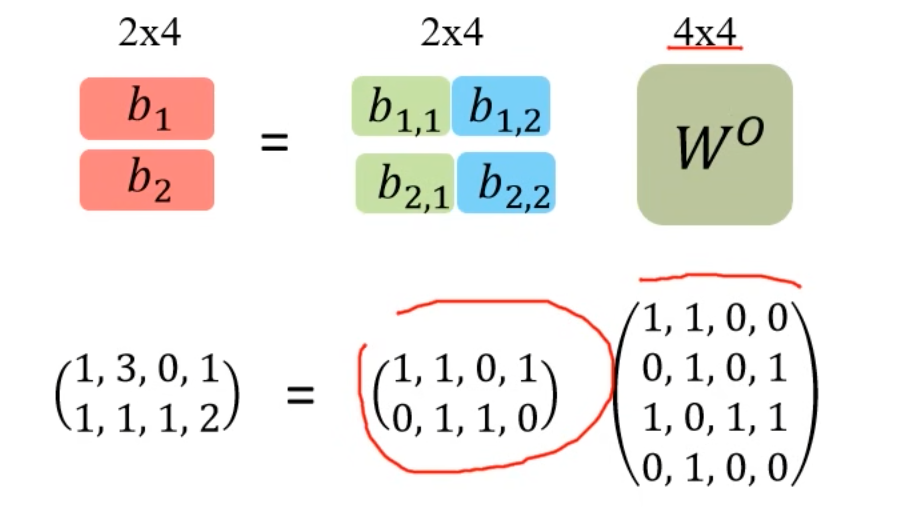 2x4 2x4 4x4
b₁ = b₁,₁ b₁,₂ Wᴼ
b₂ b₂,₁ b₂,₂
(1, 3, 0, 1
1, 1, 1, 2) = (1, 1, 0, 1
0, 1, 1, 0) (1, 1, 0, 0
0, 1, 0, 1
1, 0, 1, 1
0, 1, 0, 0)